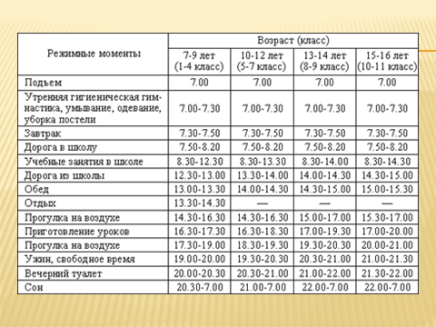 Режимные моменты Возраст (класс)
7-9 лет (1-4 класс) 10-12 лет (5-7 класс) 13-14 лет (8-9 класс) 15-16 лет (10-11 класс)
Подъем 7.00 7.00 7.00 7.00
Утренняя гигиеническая гим-
настика, умывание, одевание, 7.00-7.30 7.00-7.30 7.00-7.30 7.00-7.30
уборка постели
Завтрак 7.30-7.50 7.30-7.50 7.30-7.50 7.30-7.50
Дорога в школу 7.50-8.20 7.50-8.20 7.50-8.20 7.50-8.20
Учебные занятия в школе 8.30-12.30 8.30-13.30 8.30-14.00 8.30-14.30
Дорога из школы 12.30-13.00 13.30-14.00 14.00-14.30 14.30-15.00
Обед 13.00-13.30 14.00-14.30 14.30-15.00 15.00-15.30
Отдых 13.30-14.30 — — —
Прогулка на воздухе 14.30-16.30 14.30-16.30 15.00-17.00 15.30-17.00
Приготовление уроков 16.30-17.30 16.30-18.30 17.00-19.30 17.00-20.00
Прогулка на воздухе 17.30-19.00 18.30-19.30 19.30-20.30 20.00-21.00
Ужин, свободное время 19.00-20.00 19.30-20.30 20.30-21.00 21.00-21.30
Вечерний туалет 20.00-20.30 20.30-21.00 21.00-22.00 21.30-22.00
Сон 20.30-7.00 21.00-7.00 22.00-7.00 22.00-7.00